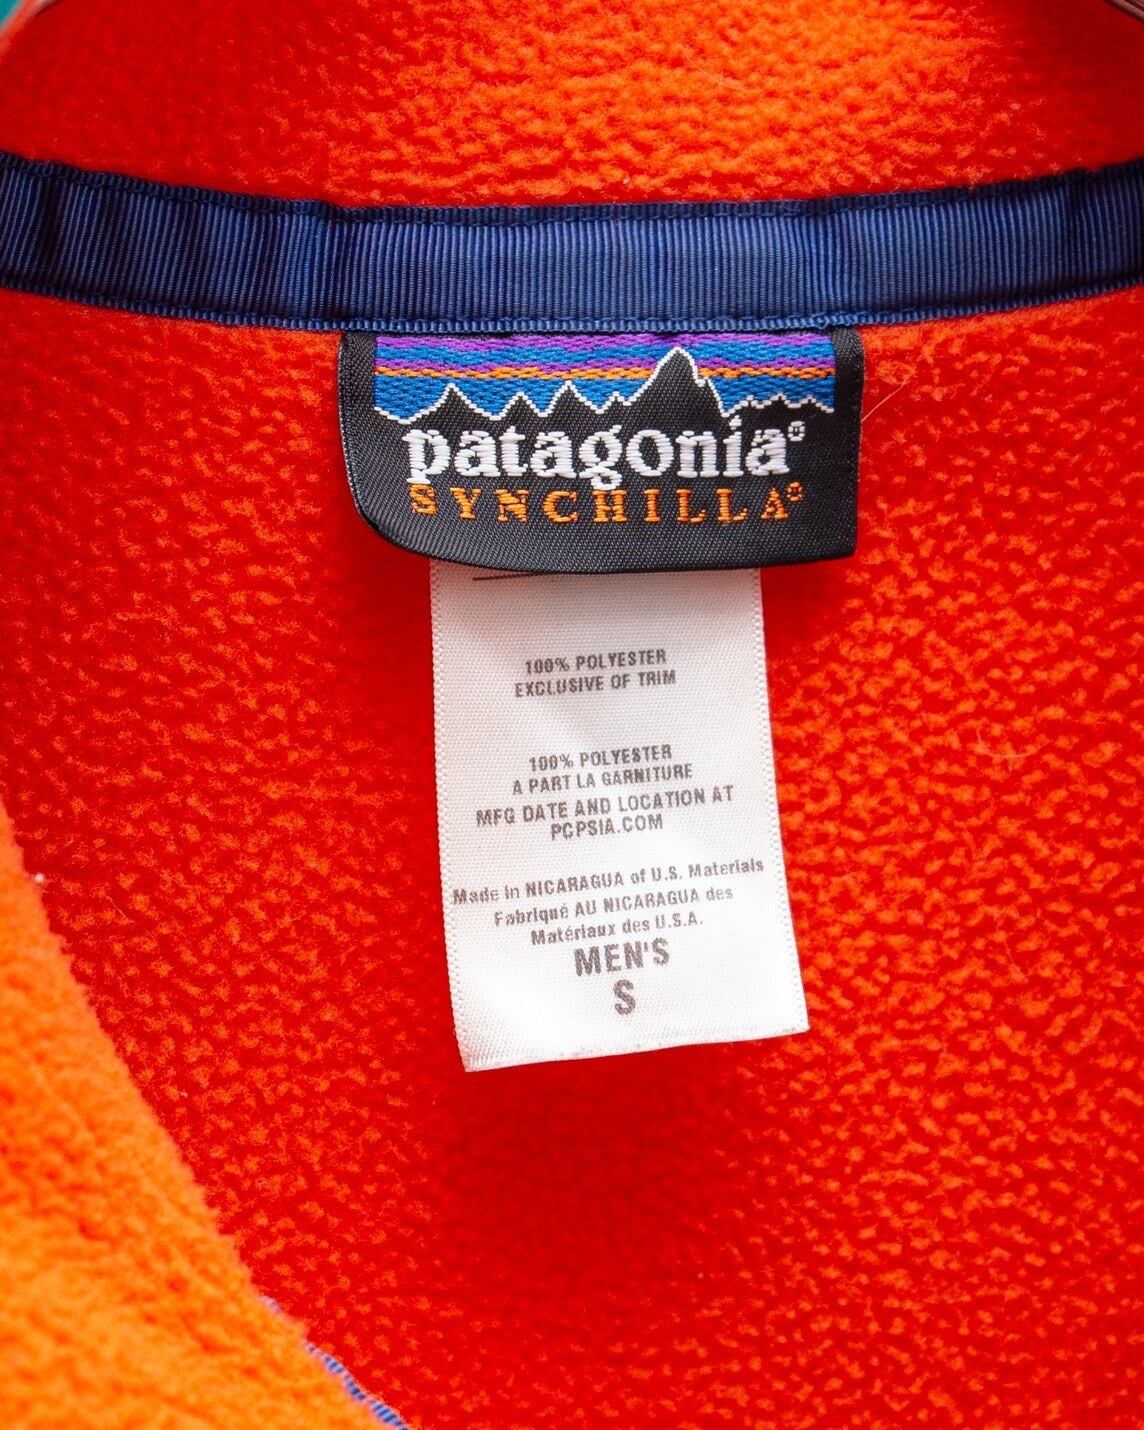 patagonia®
SYNCHILLA®
100% POLYESTER
EXCLUSIVE OF TRIM
100% POLYESTER
A PART LA GARNITURE
MFG DATE AND LOCATION AT
PCPSIA.COM
Made in NICARAGUA of U.S. Materials
Fabriqué AU NICARAGUA des
Matériaux des U.S.A.
MEN'S
S